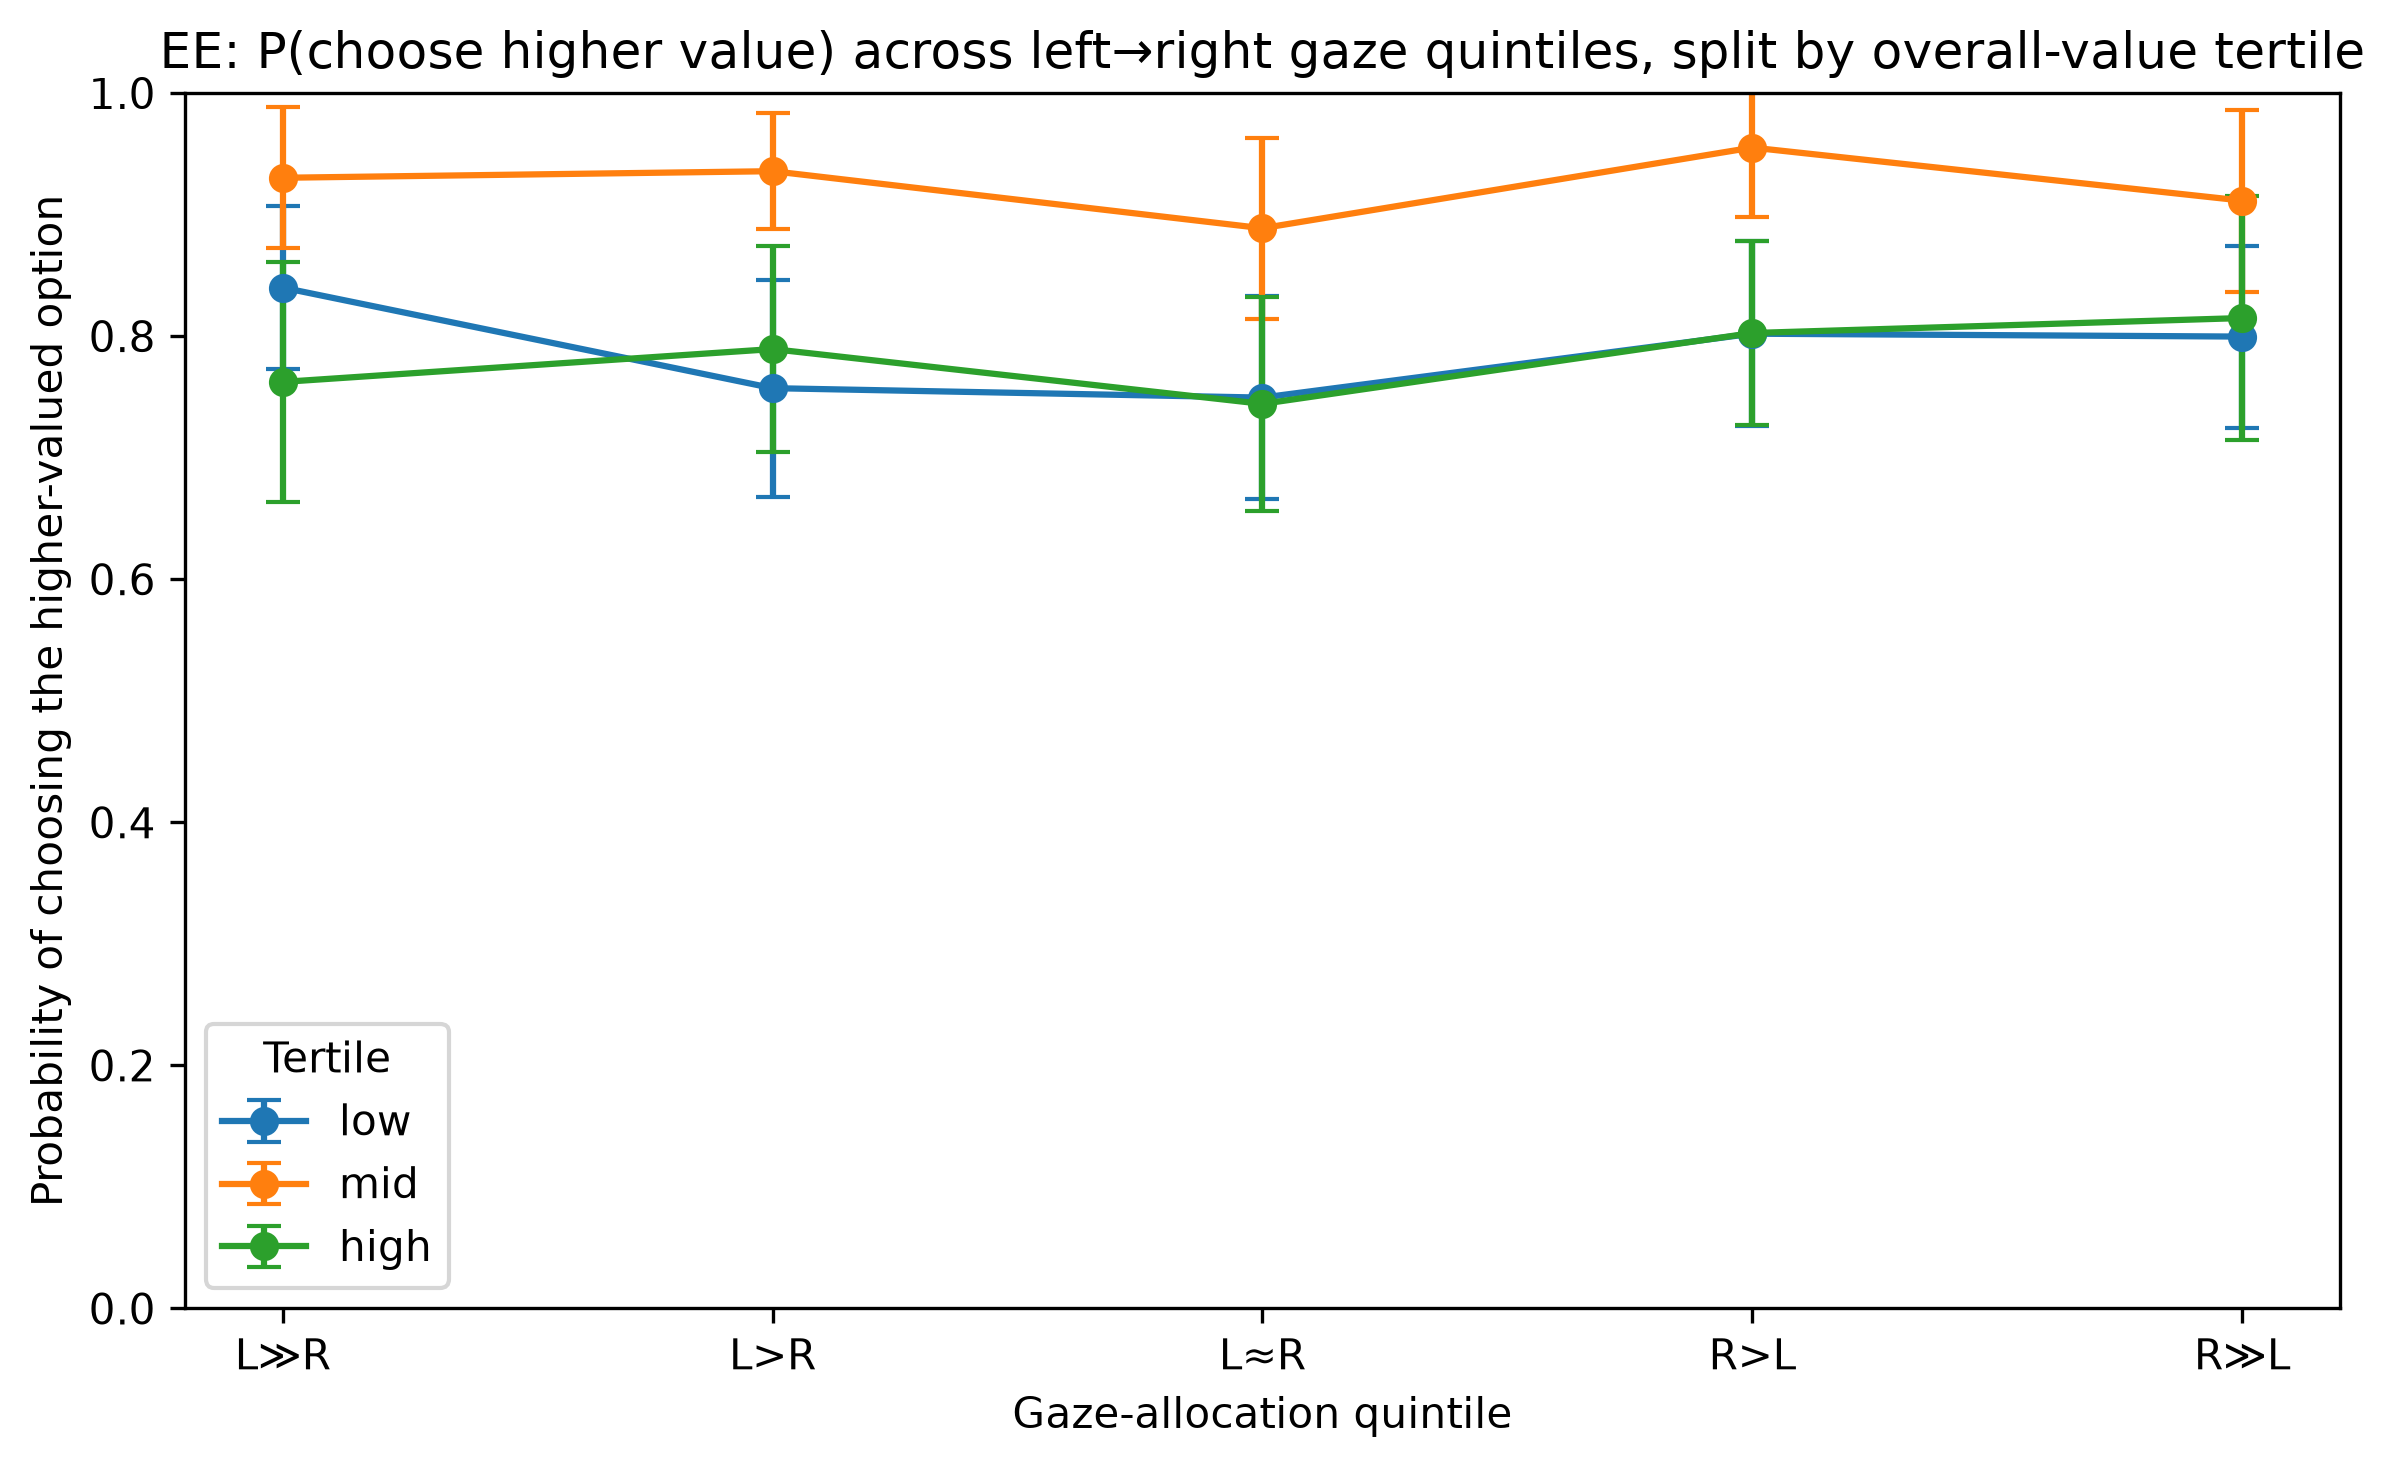 EE: P(choose higher value) across left→right gaze quintiles, split by overall-value tertile
Probability of choosing the higher-valued option
1.0
0.8
0.6
0.4
0.2
0.0
Tertile
low
mid
high
L≫R
L>R
L≈R
R>L
R≫L
Gaze-allocation quintile